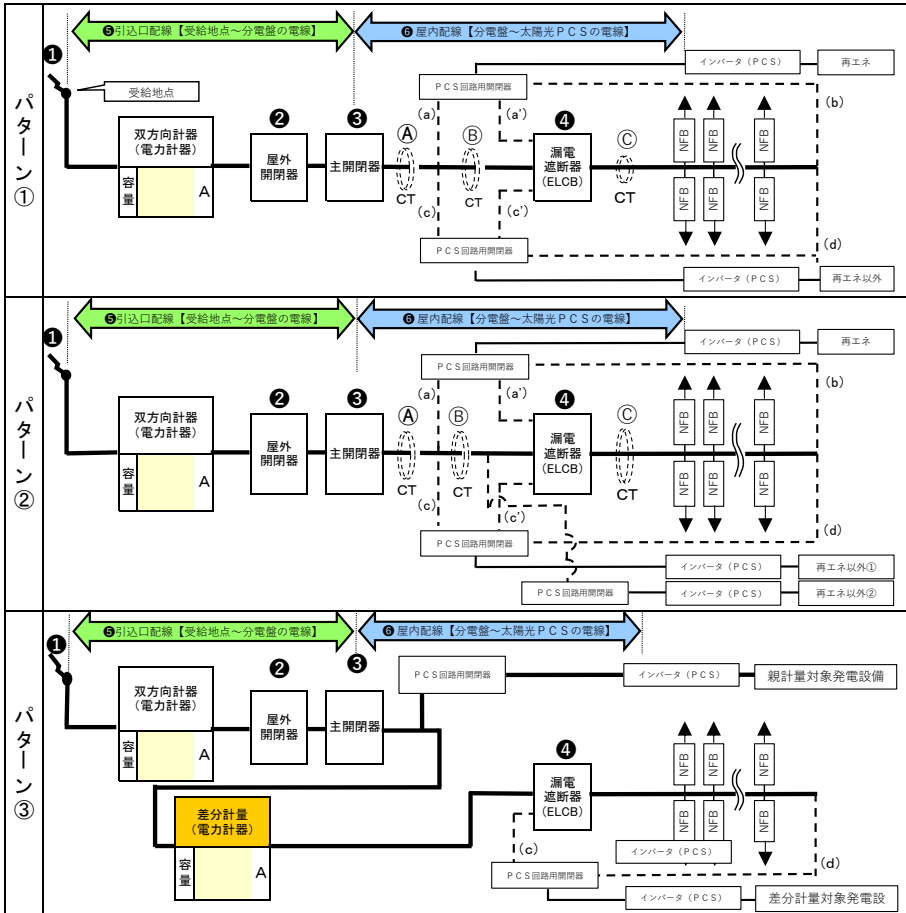 パターン①
❺引込口配線【受給地点～分電盤の電線】
❻屋内配線【分電盤～太陽光ＰＣＳの電線】
❶
受給地点
インバータ（ＰＣＳ）
再エネ
ＰＣＳ回路用開閉器
(a)
(a')
(b)
双方向計器
（電力計器）
容量
A
❷
屋外
開閉器
❸
主開閉器
Ⓐ
CT
Ⓑ
CT
❹
漏電
遮断器
(ELCB)
Ⓒ
CT
NFB
NFB
NFB
NFB
NFB
NFB
(c)
(c')
(d)
ＰＣＳ回路用開閉器
インバータ（ＰＣＳ）
再エネ以外
パターン②
❺引込口配線【受給地点～分電盤の電線】
❻屋内配線【分電盤～太陽光ＰＣＳの電線】
❶
インバータ（ＰＣＳ）
再エネ
ＰＣＳ回路用開閉器
(a)
(a')
(b)
双方向計器
（電力計器）
容量
A
❷
屋外
開閉器
❸
主開閉器
Ⓐ
CT
Ⓑ
CT
❹
漏電
遮断器
(ELCB)
Ⓒ
CT
NFB
NFB
NFB
NFB
NFB
NFB
(c)
(c')
(d)
ＰＣＳ回路用開閉器
インバータ（ＰＣＳ）
再エネ以外①
ＰＣＳ回路用開閉器
インバータ（ＰＣＳ）
再エネ以外②
パターン③
❺引込口配線【受給地点～分電盤の電線】
❻屋内配線【分電盤～太陽光ＰＣＳの電線】
❶
双方向計器
（電力計器）
容量
A
❷
屋外
開閉器
❸
主開閉器
ＰＣＳ回路用開閉器
インバータ（ＰＣＳ）
親計量対象発電設備
差分計量
（電力計器）
容量
A
❹
漏電
遮断器
(ELCB)
NFB
NFB
NFB
NFB
NFB
NFB
インバータ（ＰＣＳ）
(c)
(d)
ＰＣＳ回路用開閉器
インバータ（ＰＣＳ）
差分計量対象発電設